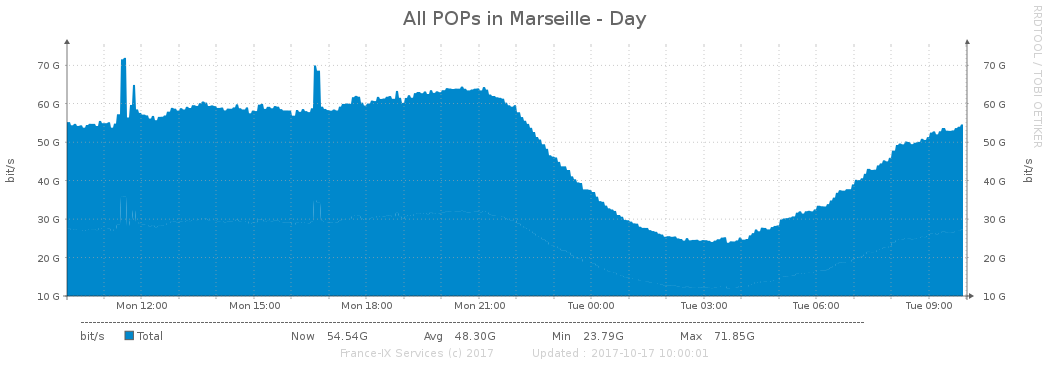 All POPs in Marseille - Day
RRDTOOL / TOBI OETIKER
bit/s
70 G 70 G
60 G 60 G
50 G 50 G
40 G 40 G
30 G 30 G
20 G 20 G
10 G 10 G
bit/s
Mon 12:00 Mon 15:00 Mon 18:00 Mon 21:00 Tue 00:00 Tue 03:00 Tue 06:00 Tue 09:00
bit/s Total Now 54.54G Avg 48.30G Min 23.79G Max 71.85G
France-IX Services (c) 2017 Updated : 2017-10-17 10:00:01